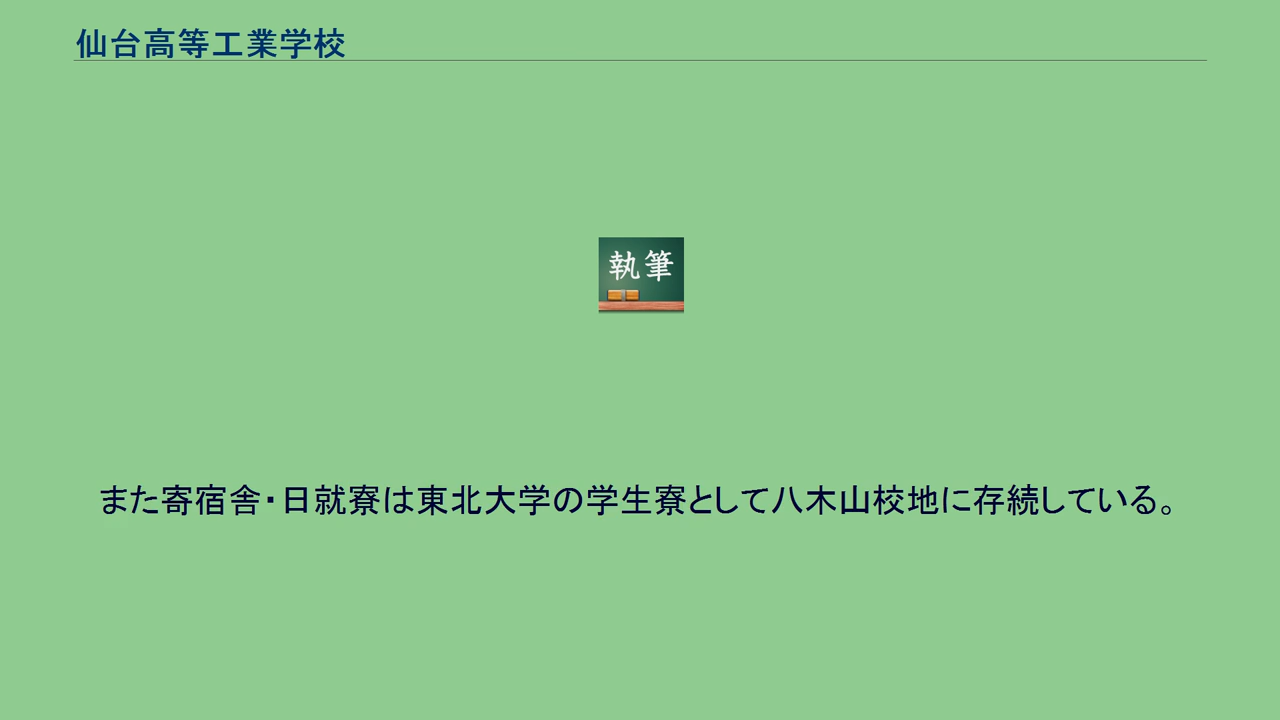 仙台高等工業学校
執筆
また寄宿舎・日就寮は東北大学の学生寮として八木山校地に存続している。